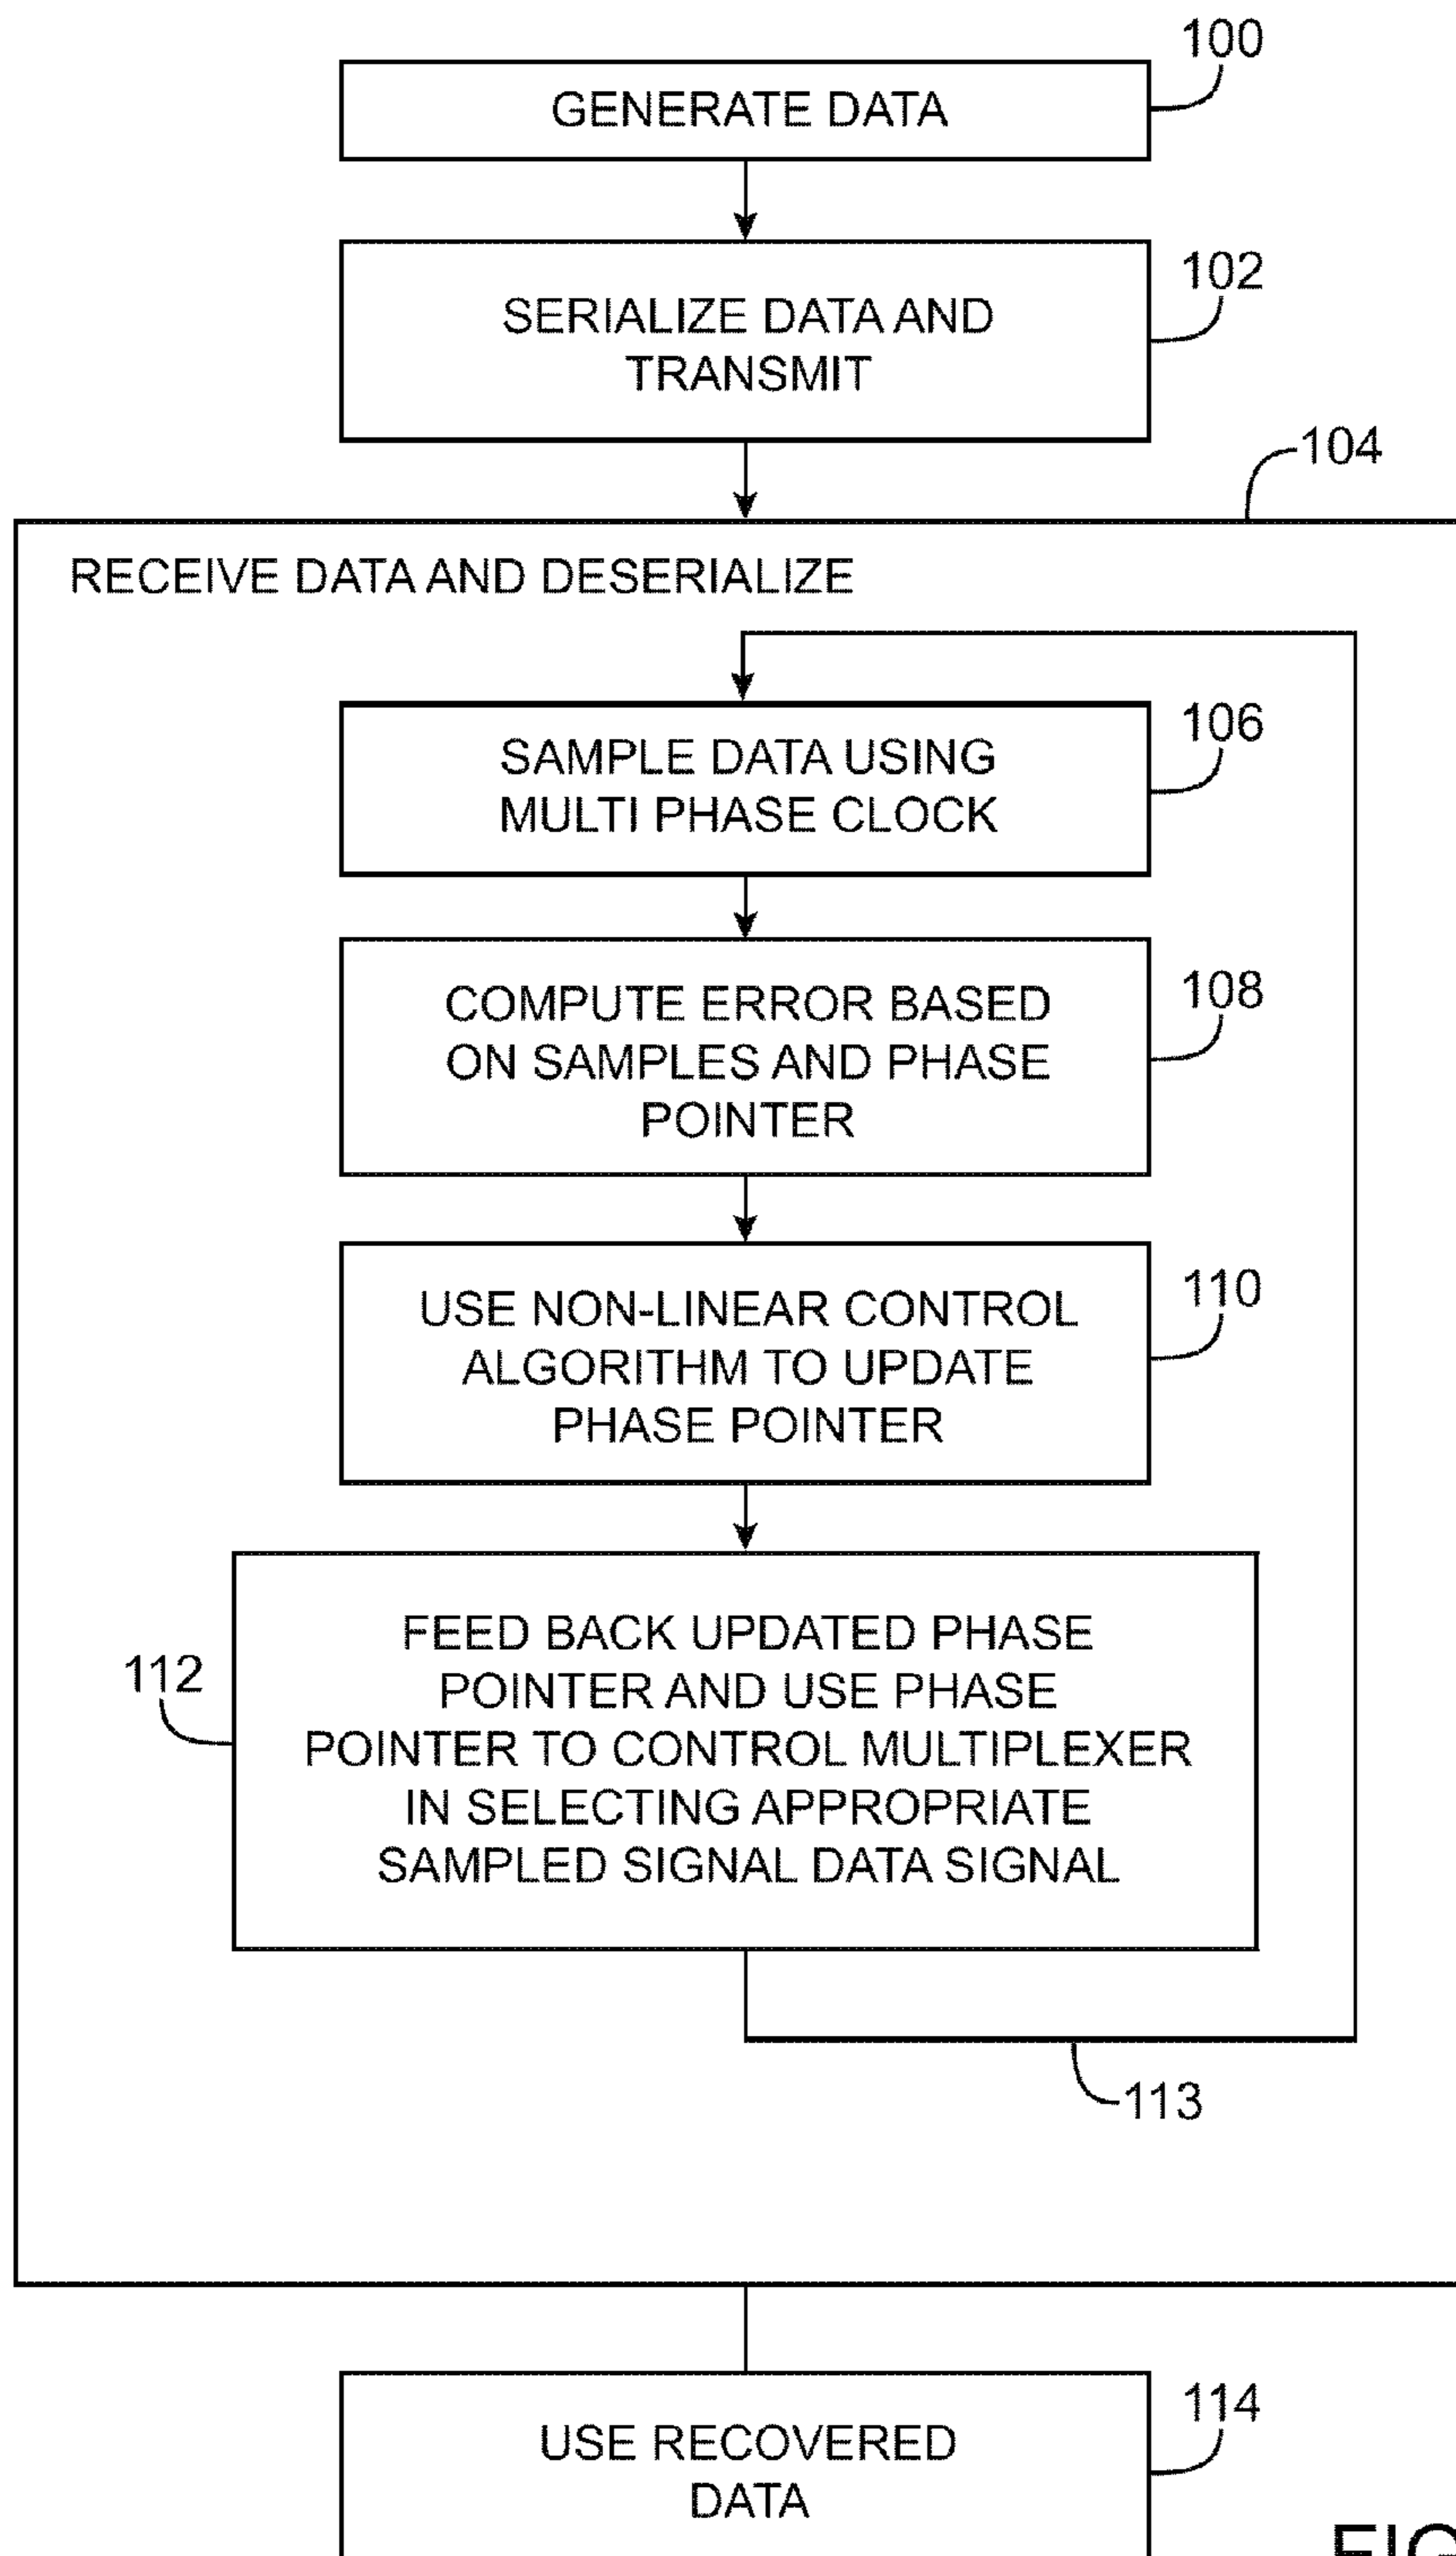 100
GENERATE DATA
102
SERIALIZE DATA AND
TRANSMIT
104
RECEIVE DATA AND DESERIALIZE
106
SAMPLE DATA USING
MULTI PHASE CLOCK
108
COMPUTE ERROR BASED
ON SAMPLES AND PHASE
POINTER
110
USE NON-LINEAR CONTROL
ALGORITHM TO UPDATE
PHASE POINTER
112
FEED BACK UPDATED PHASE
POINTER AND USE PHASE
POINTER TO CONTROL MULTIPLEXER
IN SELECTING APPROPRIATE
SAMPLED SIGNAL DATA SIGNAL
113
114
USE RECOVERED
DATA